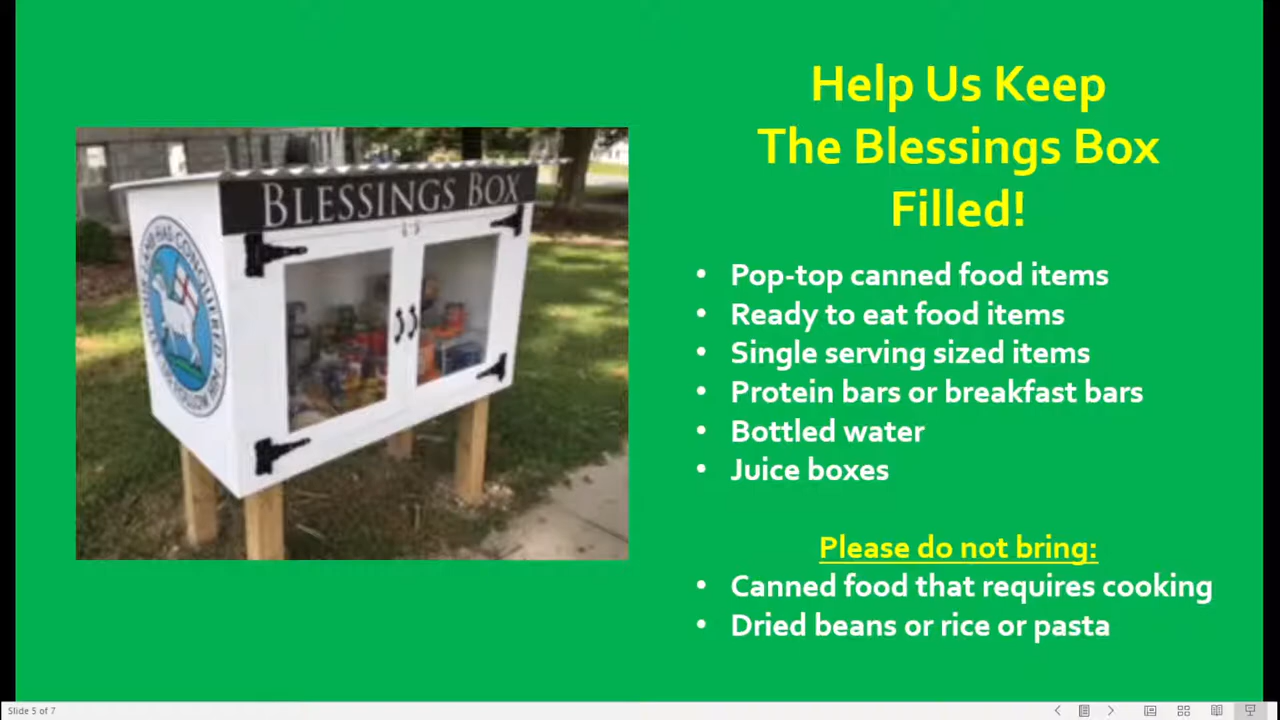 Help Us Keep
The Blessings Box
Filled!
• Pop-top canned food items
• Ready to eat food items
• Single serving sized items
• Protein bars or breakfast bars
• Bottled water
• Juice boxes
Please do not bring:
• Canned food that requires cooking
• Dried beans or rice or pasta
BLESSINGS BOX
HAS CONQUERED
Slide 5 of 7